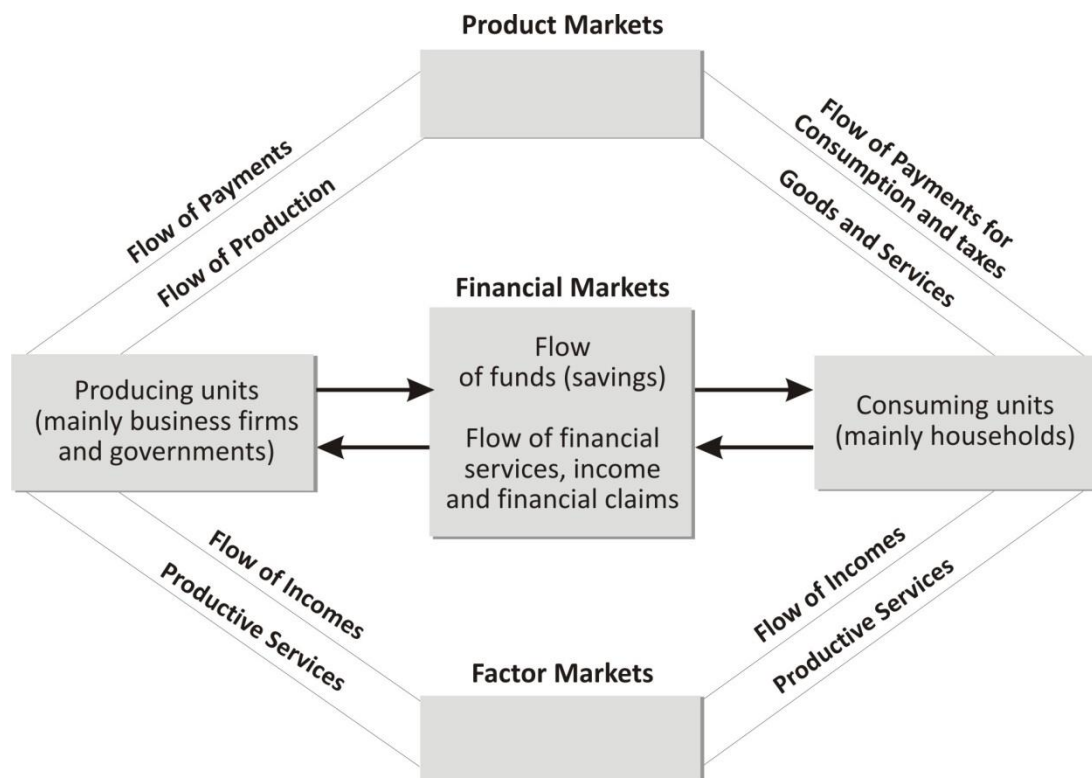 Product Markets
Flow of Payments
Flow of Production
Flow of Payments for
Consumption and taxes
Goods and Services
Financial Markets
Flow
of funds (savings)
Flow of financial
services, income
and financial claims
Producing units
(mainly business firms
and governments)
Consuming units
(mainly households)
Flow of Incomes
Productive Services
Flow of Incomes
Productive Services
Factor Markets